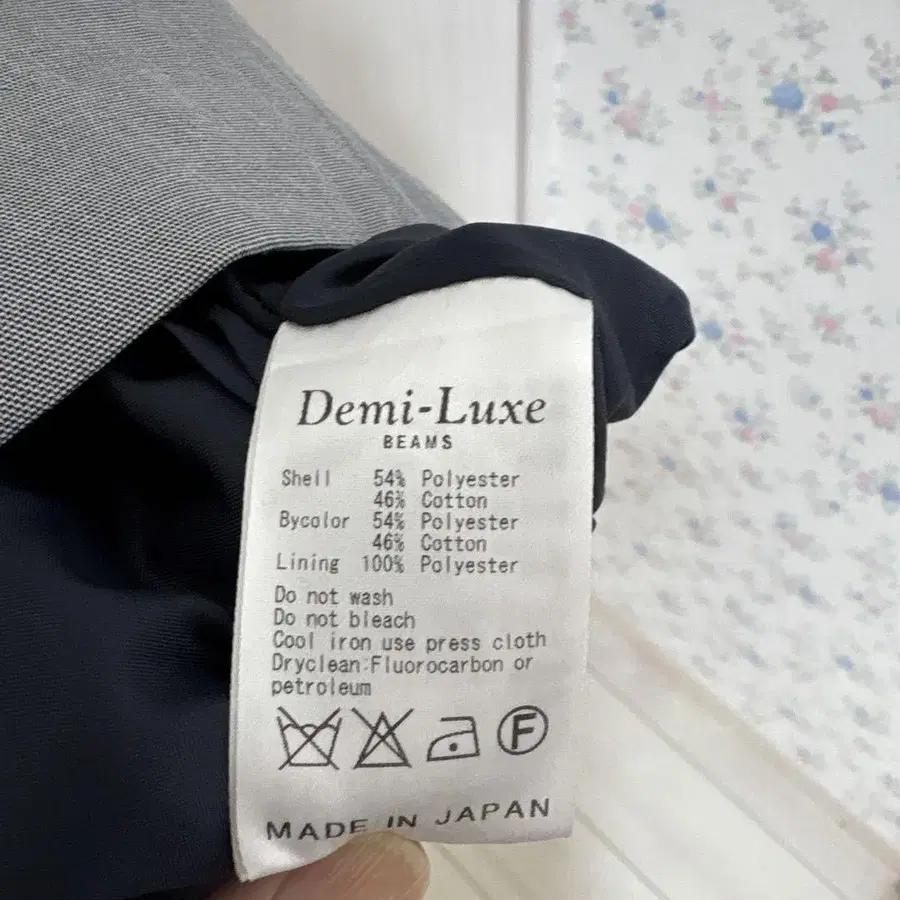 Demi-Luxe
BEAMS
Shell 54% Polyester
46% Cotton
Bycolor 54% Polyester
46% Cotton
Lining 100% Polyester
Do not wash
Do not bleach
Cool iron use press cloth
Dryclean:Fluorocarbon or
petroleum
F
MADE IN JAPAN